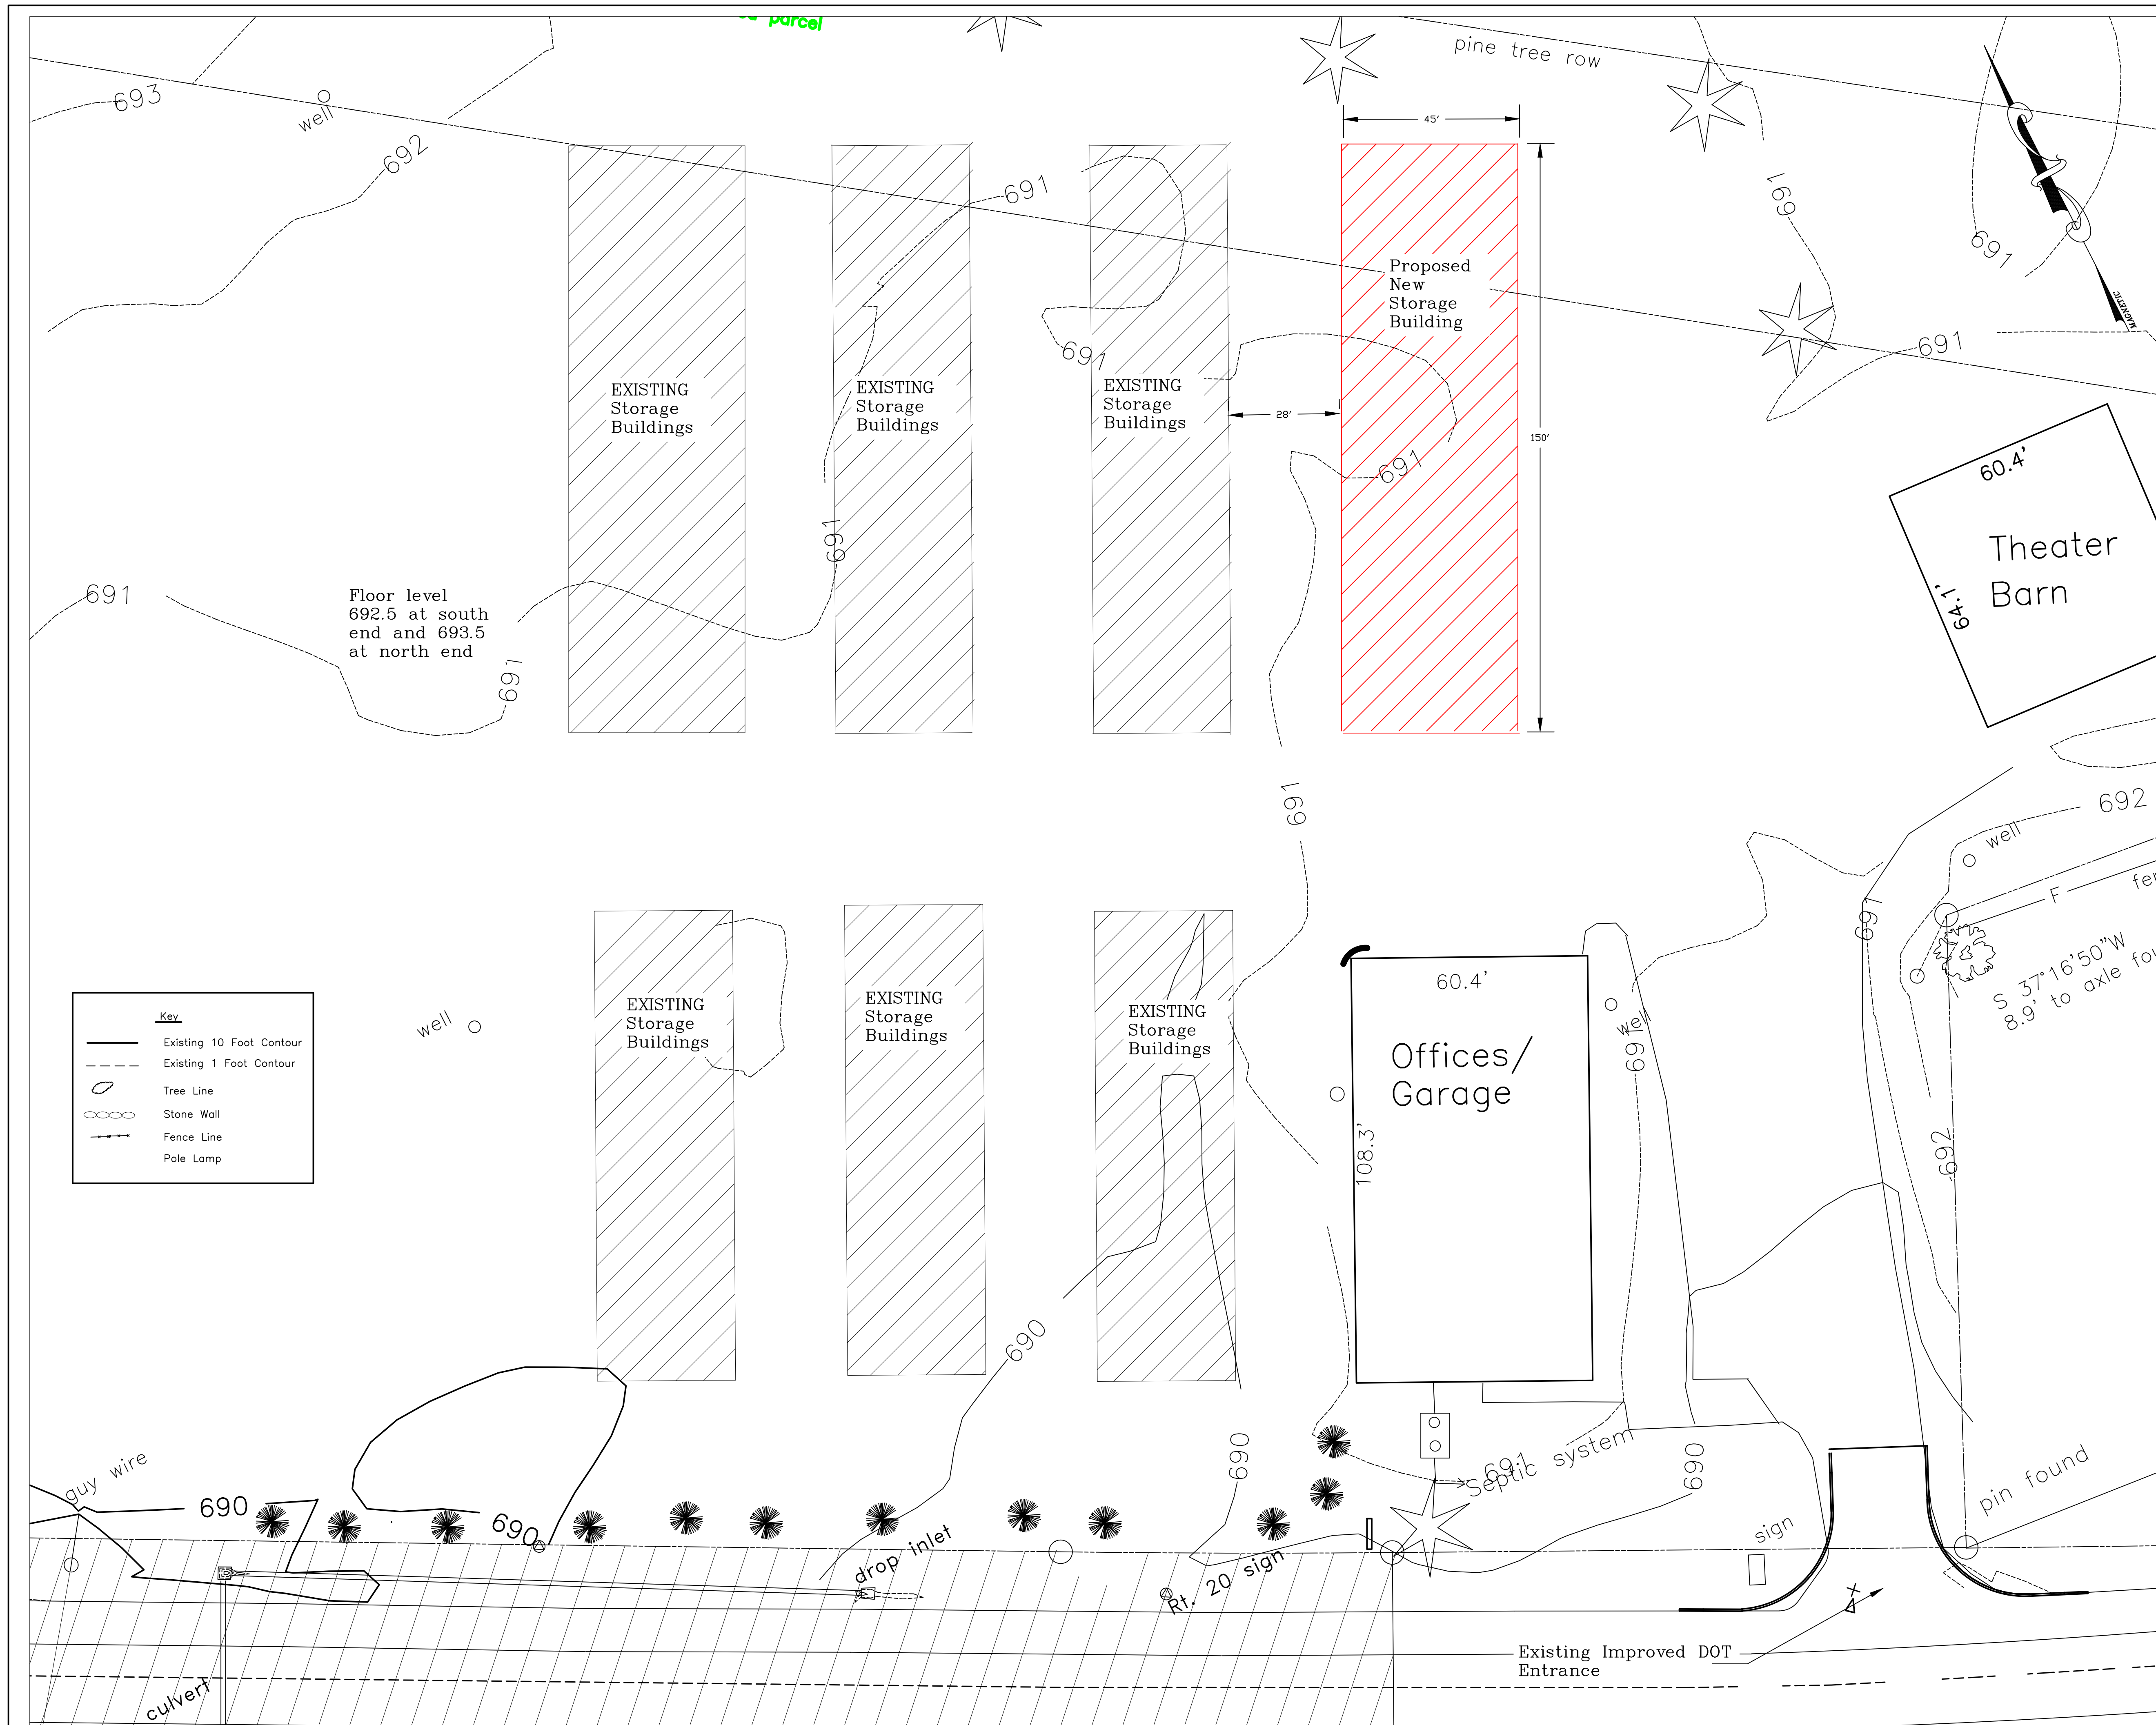 parcel
pine tree row
693
well
692
45'
691
691
691
MAGNETIC
Proposed
New
Storage
Building
691
691
EXISTING
Storage
Buildings
EXISTING
Storage
Buildings
EXISTING
Storage
Buildings
28'
150'
691
60.4'
Theater
Barn
64.1'
691
691
Floor level
692.5 at south
end and 693.5
at north end
691
691
692
well
F
691
S 37°16'50"W
8.9' to axle
Key
Existing 10 Foot Contour
Existing 1 Foot Contour
Tree Line
Stone Wall
Fence Line
Pole Lamp
well
EXISTING
Storage
Buildings
EXISTING
Storage
Buildings
EXISTING
Storage
Buildings
60.4'
Offices/
Garage
108.3'
well
691
692
690
690
691
Septic system
690
pin found
guy wire
690
690
drop inlet
Rt. 20 sign
sign
X
culvert
Existing Improved DOT
Entrance